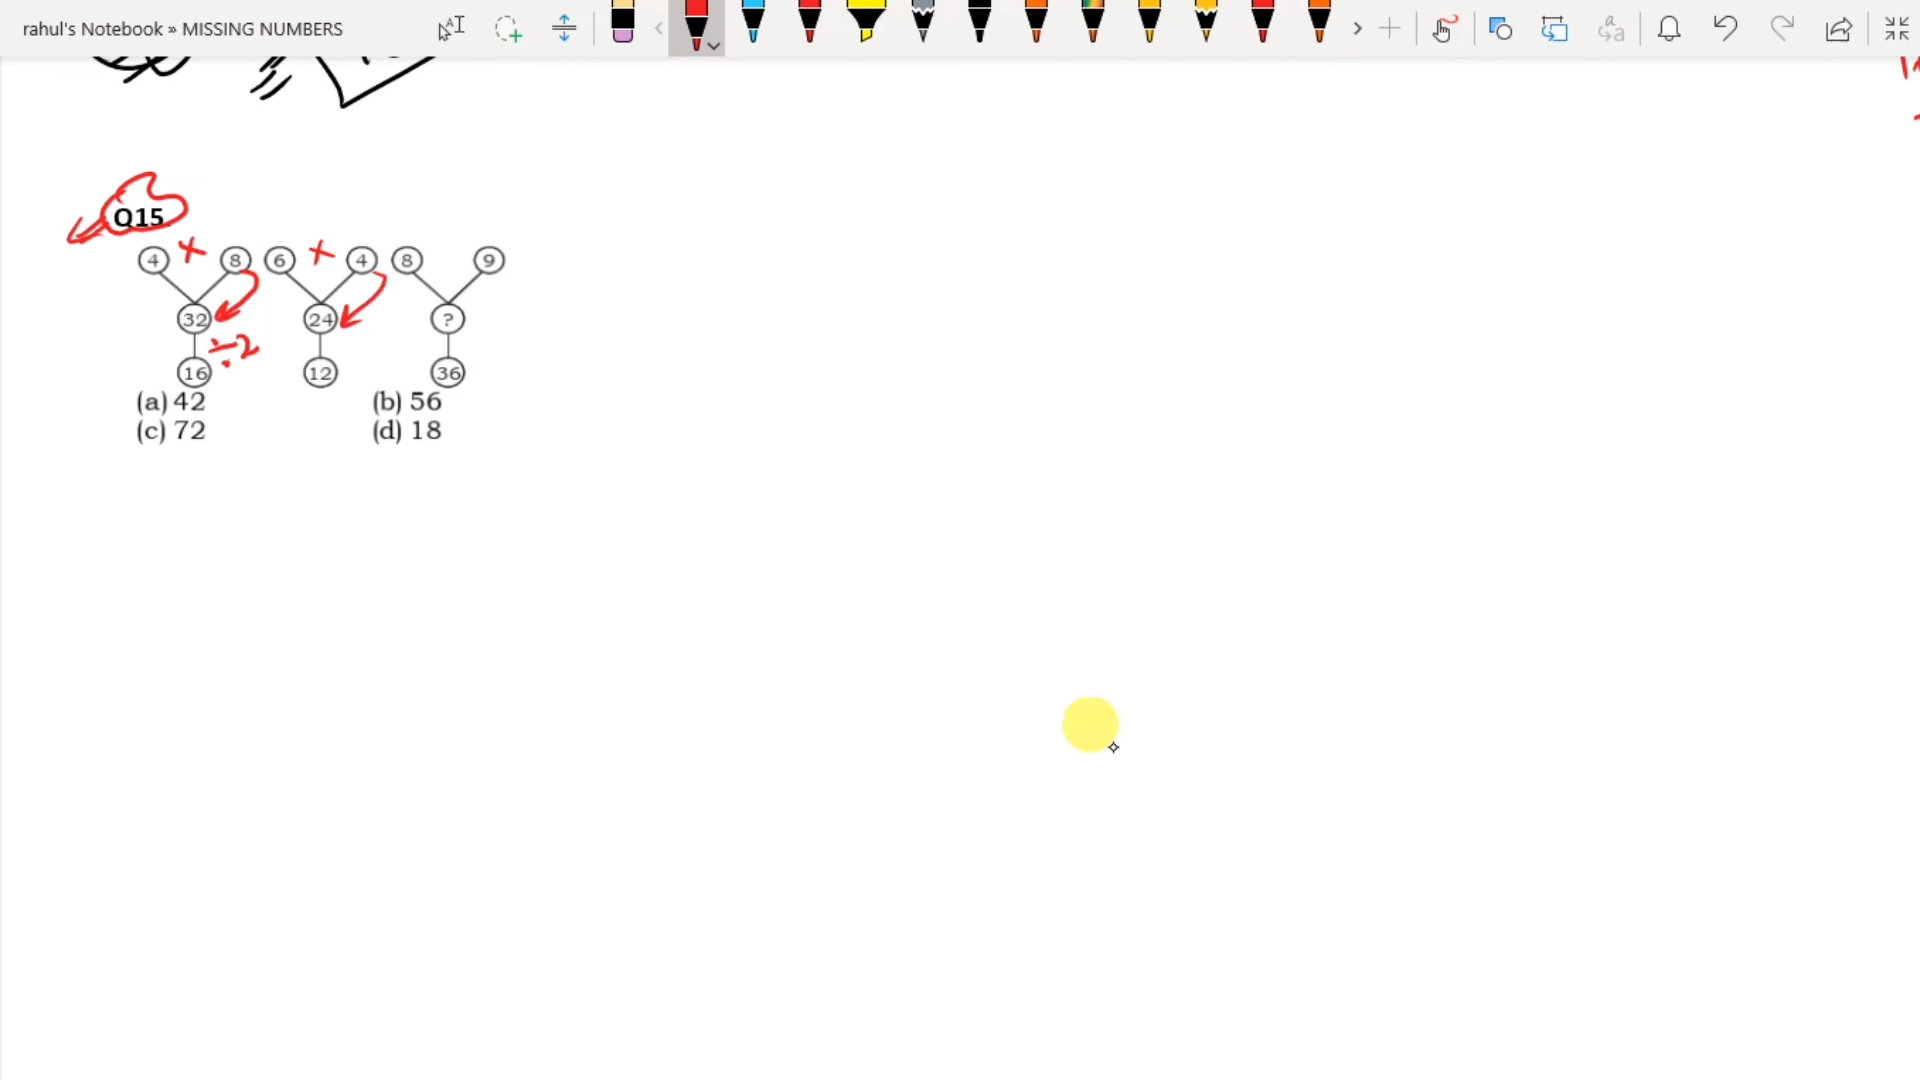 rahul's Notebook » MISSING NUMBERS
Q15
4 × 8 6 × 4 8 9
32 24 ?
÷2
16 12 36
(a) 42 (b) 56
(c) 72 (d) 18